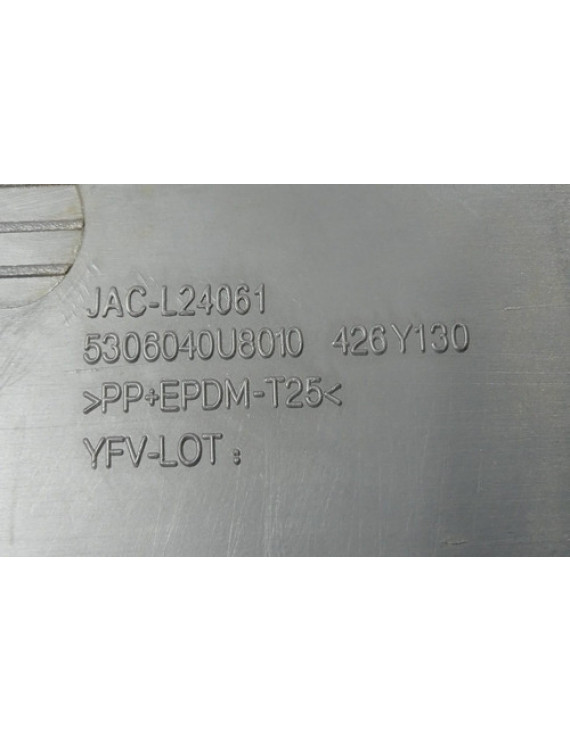 JAC-L24061
5306040U8010 426Y130
>PP+EPDM-T25<
YFV-LOT: